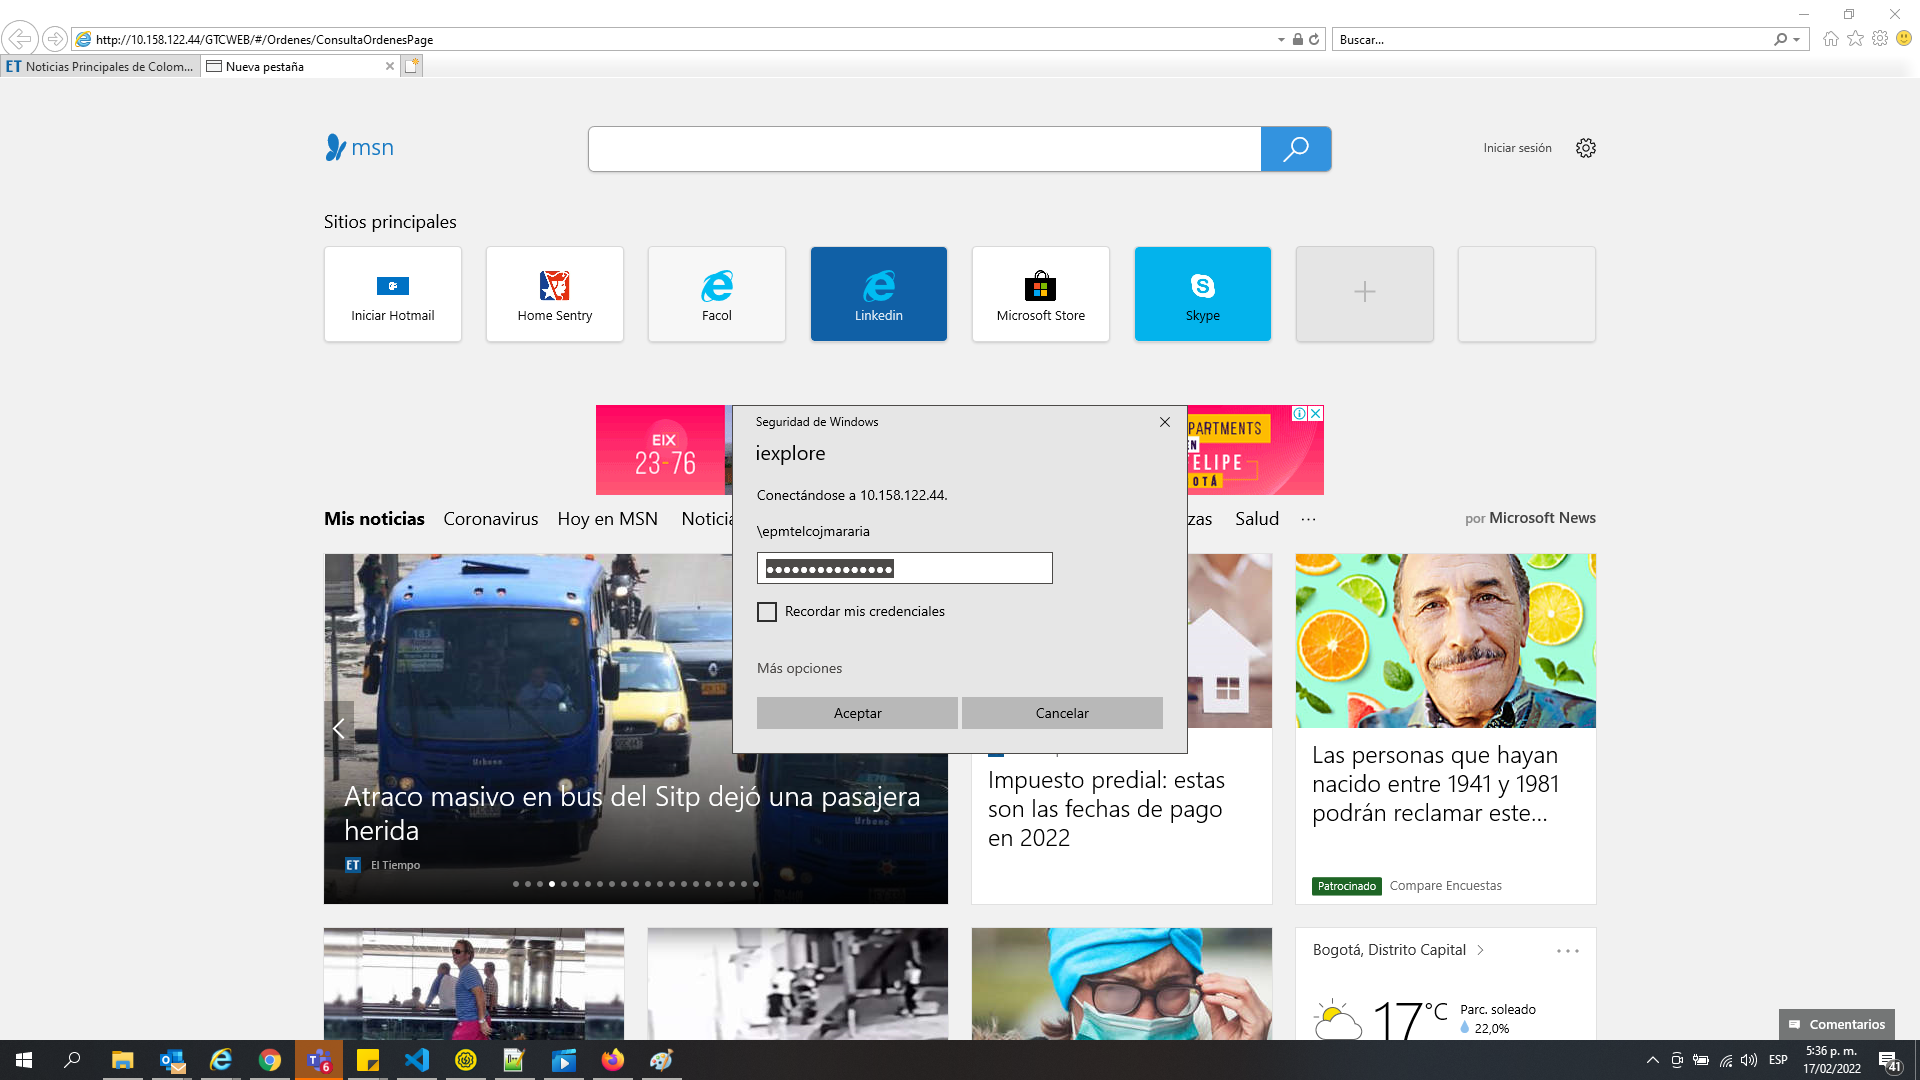 http://10.158.122.44/GTCWEB/#/Ordenes/ConsultaOrdenesPage
Buscar...
ET Noticias Principales de Colom...
Nueva pestaña
msn
Iniciar sesión
Sitios principales
Iniciar Hotmail
Home Sentry
Facol
Linkedin
Microsoft Store
Skype
EIX
23-76
Seguridad de Windows
iexplore
Conectándose a 10.158.122.44.
\epmtelcojmararia
Recordar mis credenciales
Más opciones
Aceptar
Cancelar
PARTMENTS
EN
FELIPE
OTÁ
Mis noticias
Coronavirus
Hoy en MSN
Noticia
zas
Salud
...
por Microsoft News
Atraco masivo en bus del Sitp dejó una pasajera
herida
ET El Tiempo
Impuesto predial: estas
son las fechas de pago
en 2022
Las personas que hayan
nacido entre 1941 y 1981
podrán reclamar este...
Patrocinado Compare Encuestas
Bogotá, Distrito Capital
17°C
Parc. soleado
22,0%
Comentarios
6
ESP
5:36 p. m.
17/02/2022
41